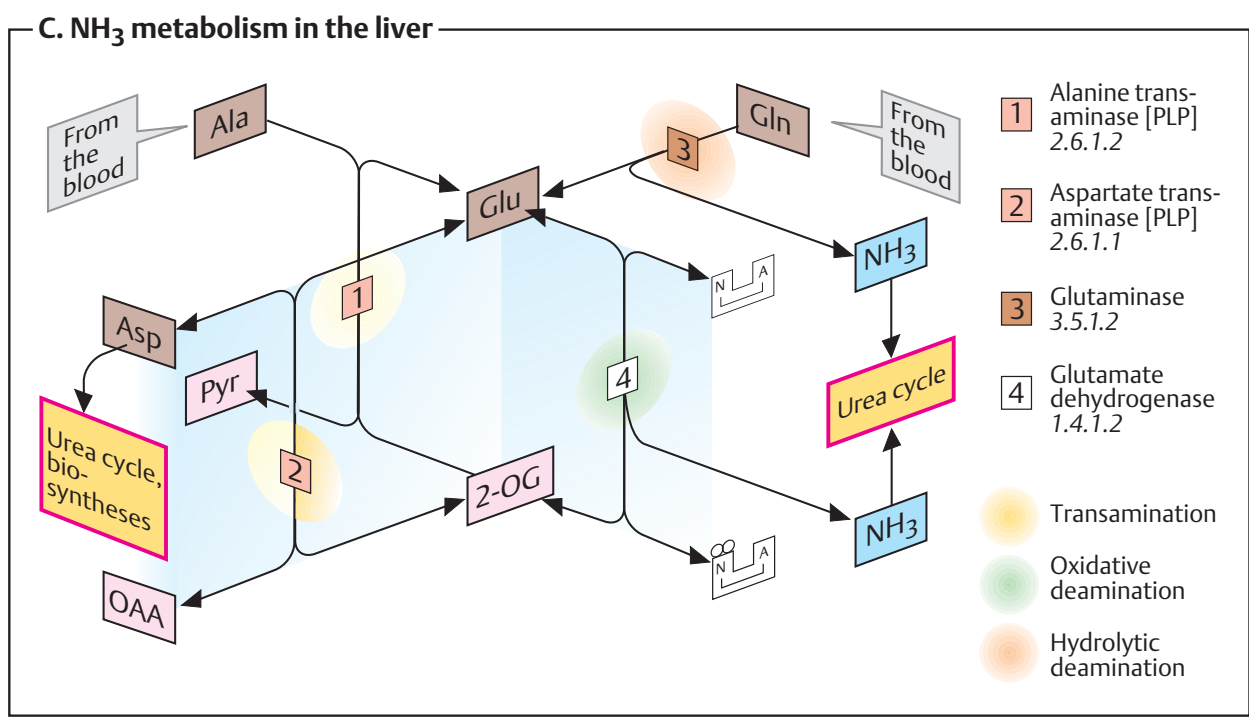 C. NH₃ metabolism in the liver
From
the
blood
Ala
Gln
From
the
blood
3
Glu
NH₃
N A
1
Asp
Pyr
4
Urea cycle
Urea cycle,
bio-
syntheses
2
2-OG
NH₃
N A
OAA
1
Alanine trans-
aminase [PLP]
2.6.1.2
2
Aspartate trans-
aminase [PLP]
2.6.1.1
3
Glutaminase
3.5.1.2
4
Glutamate
dehydrogenase
1.4.1.2
Transamination
Oxidative
deamination
Hydrolytic
deamination